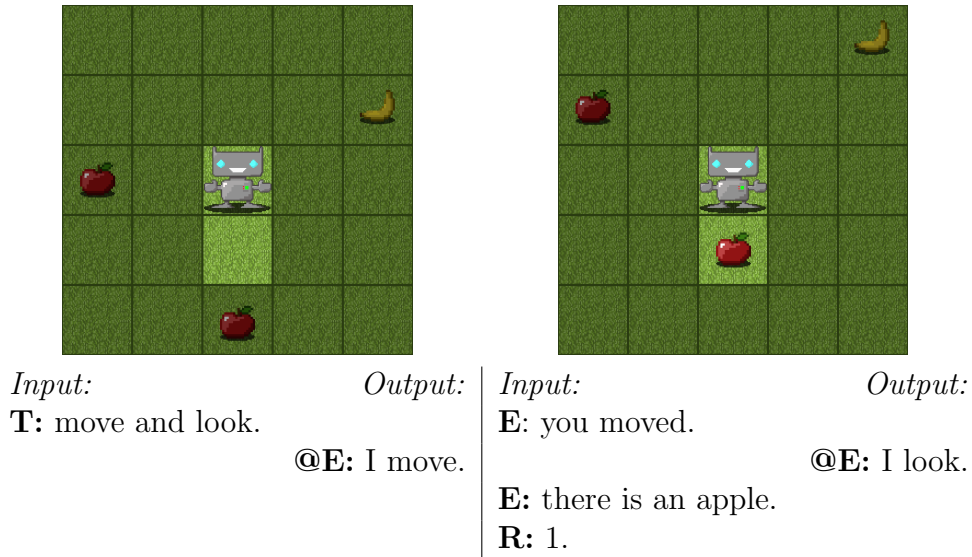 Input: Output:
T: move and look.
@E: I move.
Input: Output:
E: you moved.
@E: I look.
E: there is an apple.
R: 1.